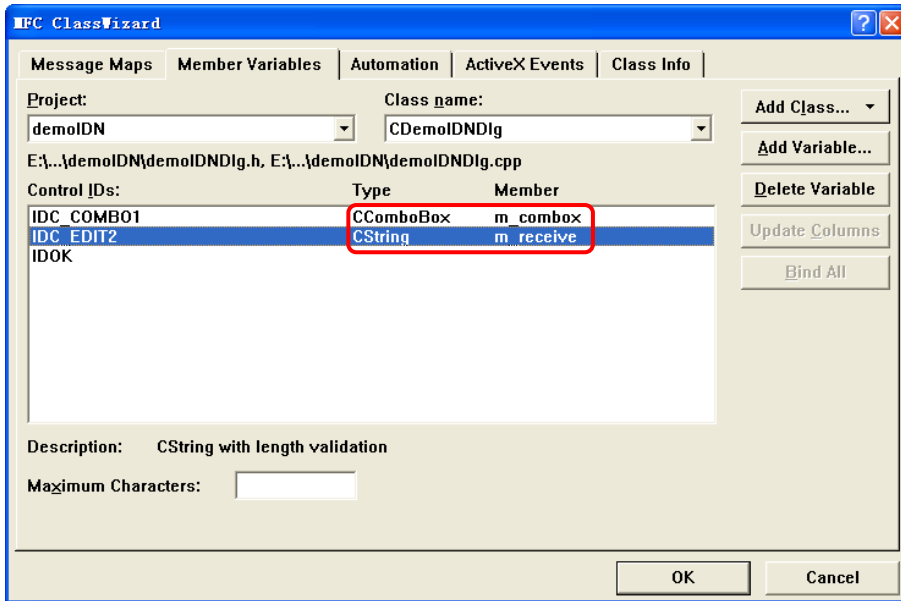 MFC ClassWizard
Message Maps Member Variables Automation ActiveX Events Class Info
Project: Class name:
demoIDN CDemoIDNDlg
Add Class...
E:\...\demoIDN\demoIDNDlg.h, E:\...\demoIDN\demoIDNDlg.cpp
Add Variable...
Control IDs: Type Member
Delete Variable
IDC_COMBO1 CComboBox m_combox
IDC_EDIT2 CString m_receive
Update Columns
IDOK
Bind All
Description: CString with length validation
Maximum Characters:
OK Cancel